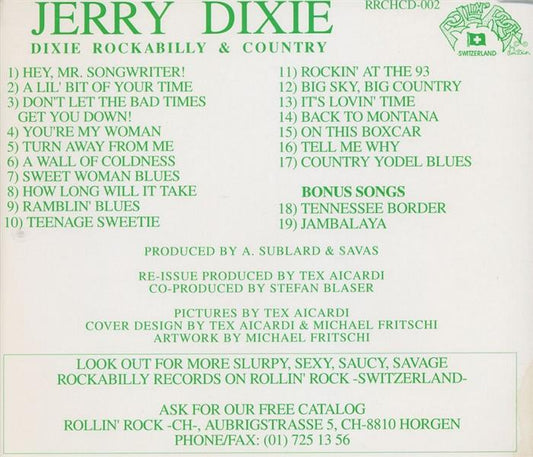 JERRY DIXIE
RRCHCD-002
DIXIE ROCKABILLY & COUNTRY
ROLLIN' ROCK
SWITZERLAND
1) HEY, MR. SONGWRITER!
2) A LIL' BIT OF YOUR TIME
3) DON'T LET THE BAD TIMES
GET YOU DOWN!
4) YOU'RE MY WOMAN
5) TURN AWAY FROM ME
6) A WALL OF COLDNESS
7) SWEET WOMAN BLUES
8) HOW LONG WILL IT TAKE
9) RAMBLIN' BLUES
10) TEENAGE SWEETIE
11) ROCKIN' AT THE 93
12) BIG SKY, BIG COUNTRY
13) IT'S LOVIN' TIME
14) BACK TO MONTANA
15) ON THIS BOXCAR
16) TELL ME WHY
17) COUNTRY YODEL BLUES
BONUS SONGS
18) TENNESSEE BORDER
19) JAMBALAYA
PRODUCED BY A. SUBLARD & SAVAS
RE-ISSUE PRODUCED BY TEX AICARDI
CO-PRODUCED BY STEFAN BLASER
PICTURES BY TEX AICARDI
COVER DESIGN BY TEX AICARDI & MICHAEL FRITSCHI
ARTWORK BY MICHAEL FRITSCHI
LOOK OUT FOR MORE SLURPY, SEXY, SAUCY, SAVAGE
ROCKABILLY RECORDS ON ROLLIN' ROCK -SWITZERLAND-
ASK FOR OUR FREE CATALOG
ROLLIN' ROCK -CH-, AUBRIGSTRASSE 5, CH-8810 HORGEN
PHONE/FAX: (01) 725 13 56